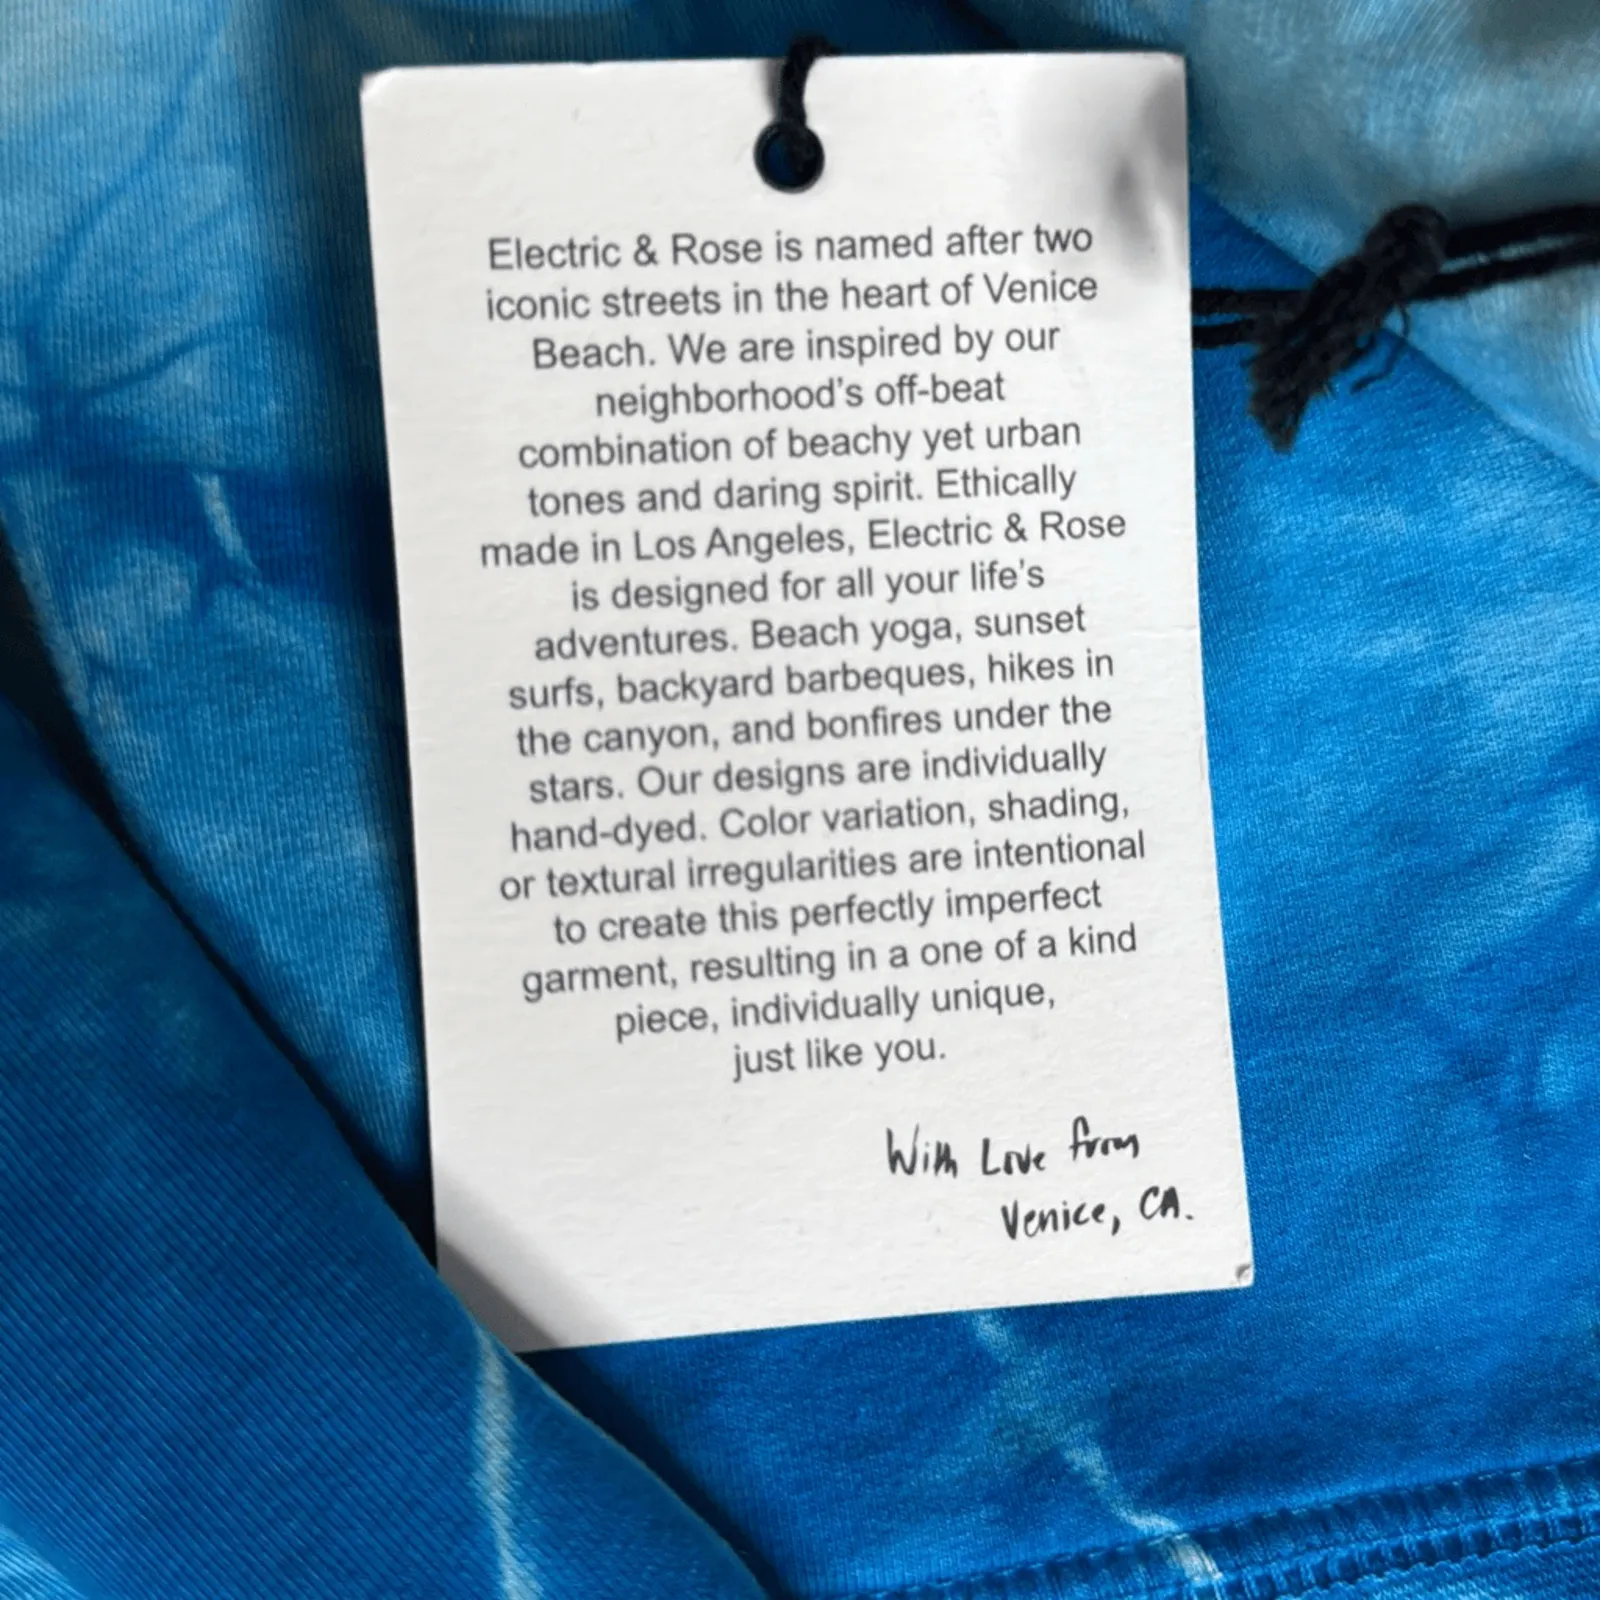 Electric & Rose is named after two
iconic streets in the heart of Venice
Beach. We are inspired by our
neighborhood's off-beat
combination of beachy yet urban
tones and daring spirit. Ethically
made in Los Angeles, Electric & Rose
is designed for all your life's
adventures. Beach yoga, sunset
surfs, backyard barbeques, hikes in
the canyon, and bonfires under the
stars. Our designs are individually
hand-dyed. Color variation, shading,
or textural irregularities are intentional
to create this perfectly imperfect
garment, resulting in a one of a kind
piece, individually unique,
just like you.
With Love from
Venice, CA.